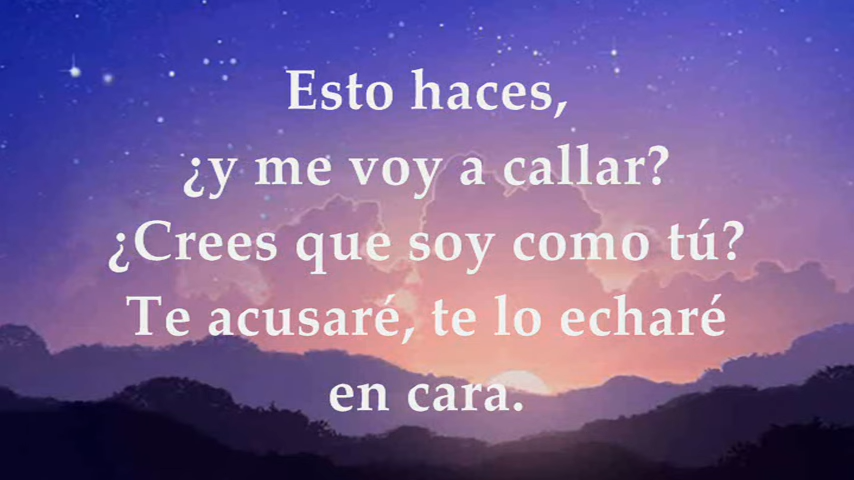 Esto haces,
¿y me voy a callar?
¿Crees que soy como tú?
Te acusaré, te lo echaré
en cara.